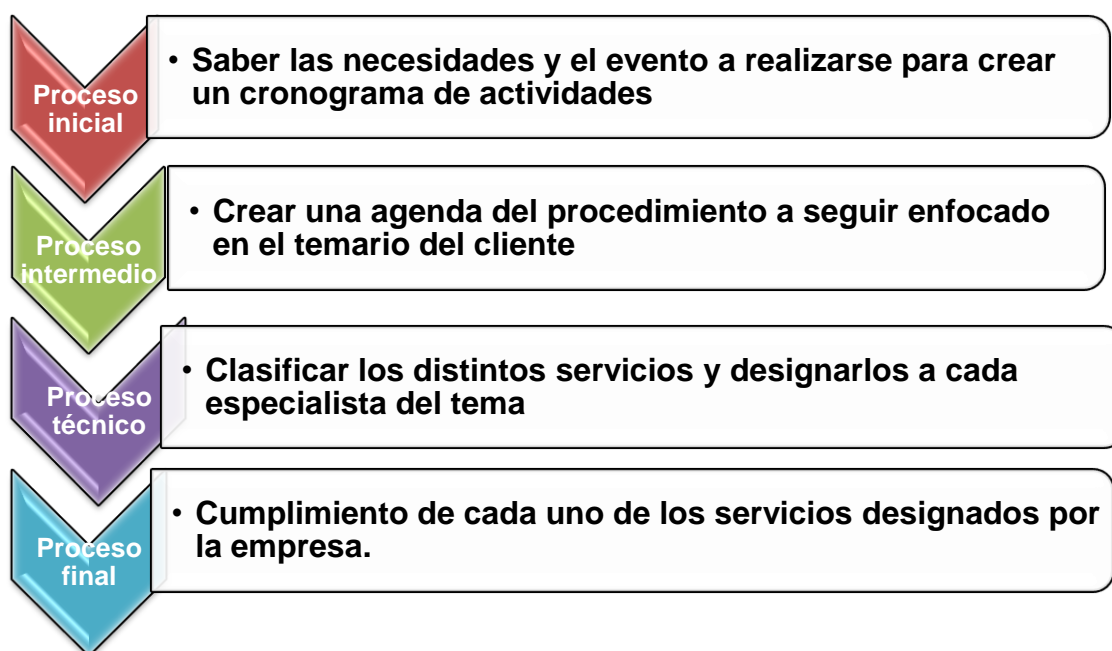 Proceso
inicial
• Saber las necesidades y el evento a realizarse para crear
un cronograma de actividades
Proceso
intermedio
• Crear una agenda del procedimiento a seguir enfocado
en el temario del cliente
Proceso
técnico
• Clasificar los distintos servicios y designarlos a cada
especialista del tema
Proceso
final
• Cumplimiento de cada uno de los servicios designados por
la empresa.